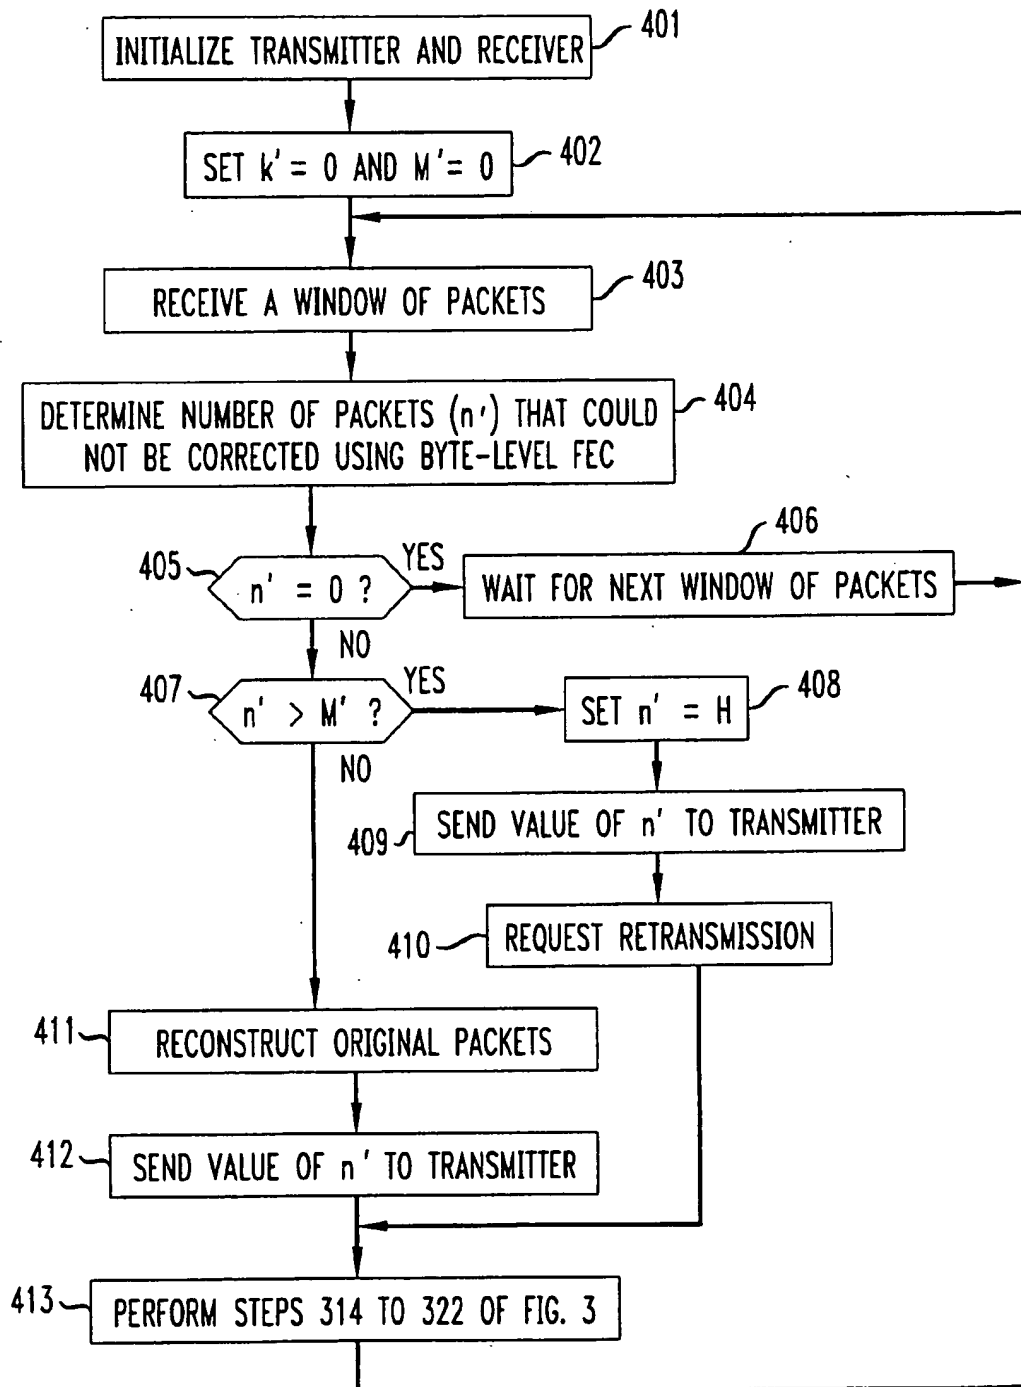 INITIALIZE TRANSMITTER AND RECEIVER
401
SET k' = 0 AND M' = 0
402
RECEIVE A WINDOW OF PACKETS
403
DETERMINE NUMBER OF PACKETS (n') THAT COULD
NOT BE CORRECTED USING BYTE-LEVEL FEC
404
405
n' = 0 ?
YES
406
WAIT FOR NEXT WINDOW OF PACKETS
NO
407
n' > M' ?
YES
SET n' = H
408
NO
SEND VALUE OF n' TO TRANSMITTER
409
410
REQUEST RETRANSMISSION
411
RECONSTRUCT ORIGINAL PACKETS
412
SEND VALUE OF n' TO TRANSMITTER
413
PERFORM STEPS 314 TO 322 OF FIG. 3